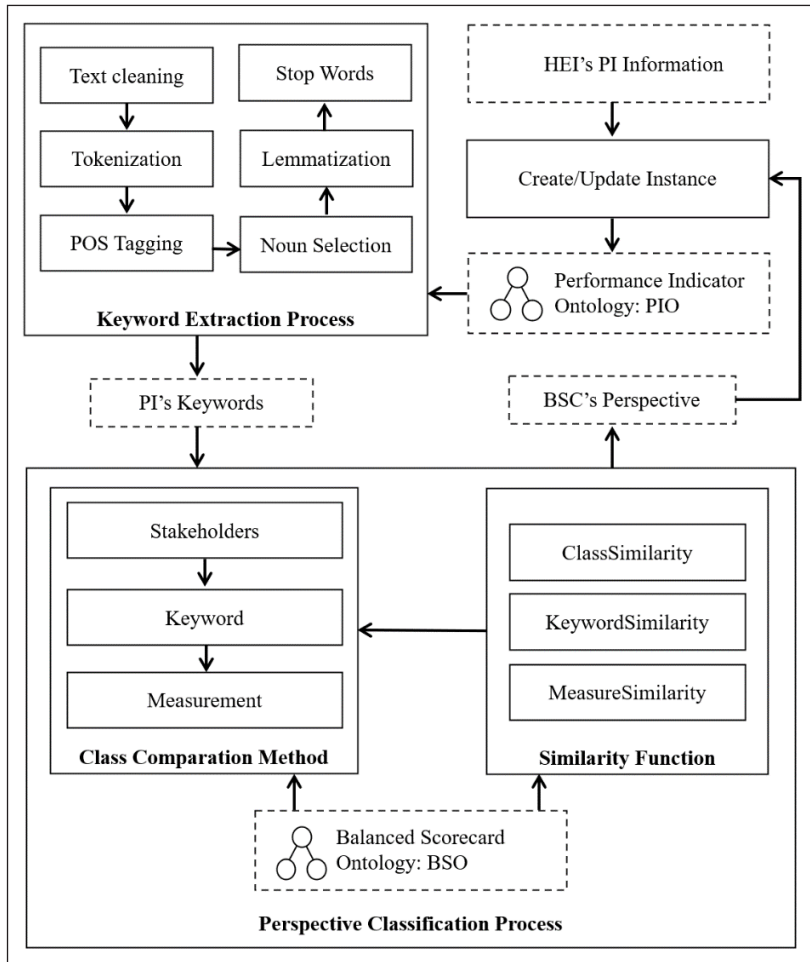 Text cleaning
Tokenization
POS Tagging
Noun Selection
Lemmatization
Stop Words
Keyword Extraction Process
HEI's PI Information
Create/Update Instance
Performance Indicator
Ontology: PIO
PI's Keywords
BSC's Perspective
Stakeholders
Keyword
Measurement
Class Comparation Method
ClassSimilarity
KeywordSimilarity
MeasureSimilarity
Similarity Function
Balanced Scorecard
Ontology: BSO
Perspective Classification Process